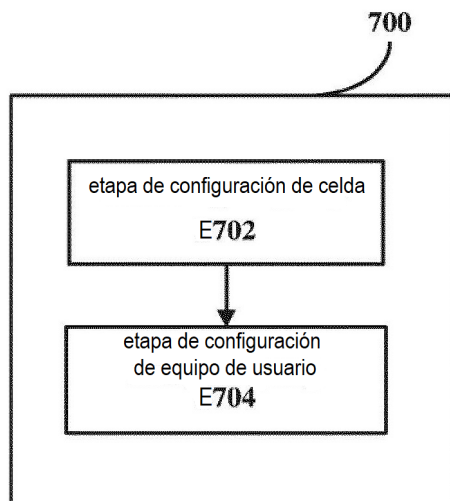 700
etapa de configuración de celda
E702
etapa de configuración
de equipo de usuario
E704